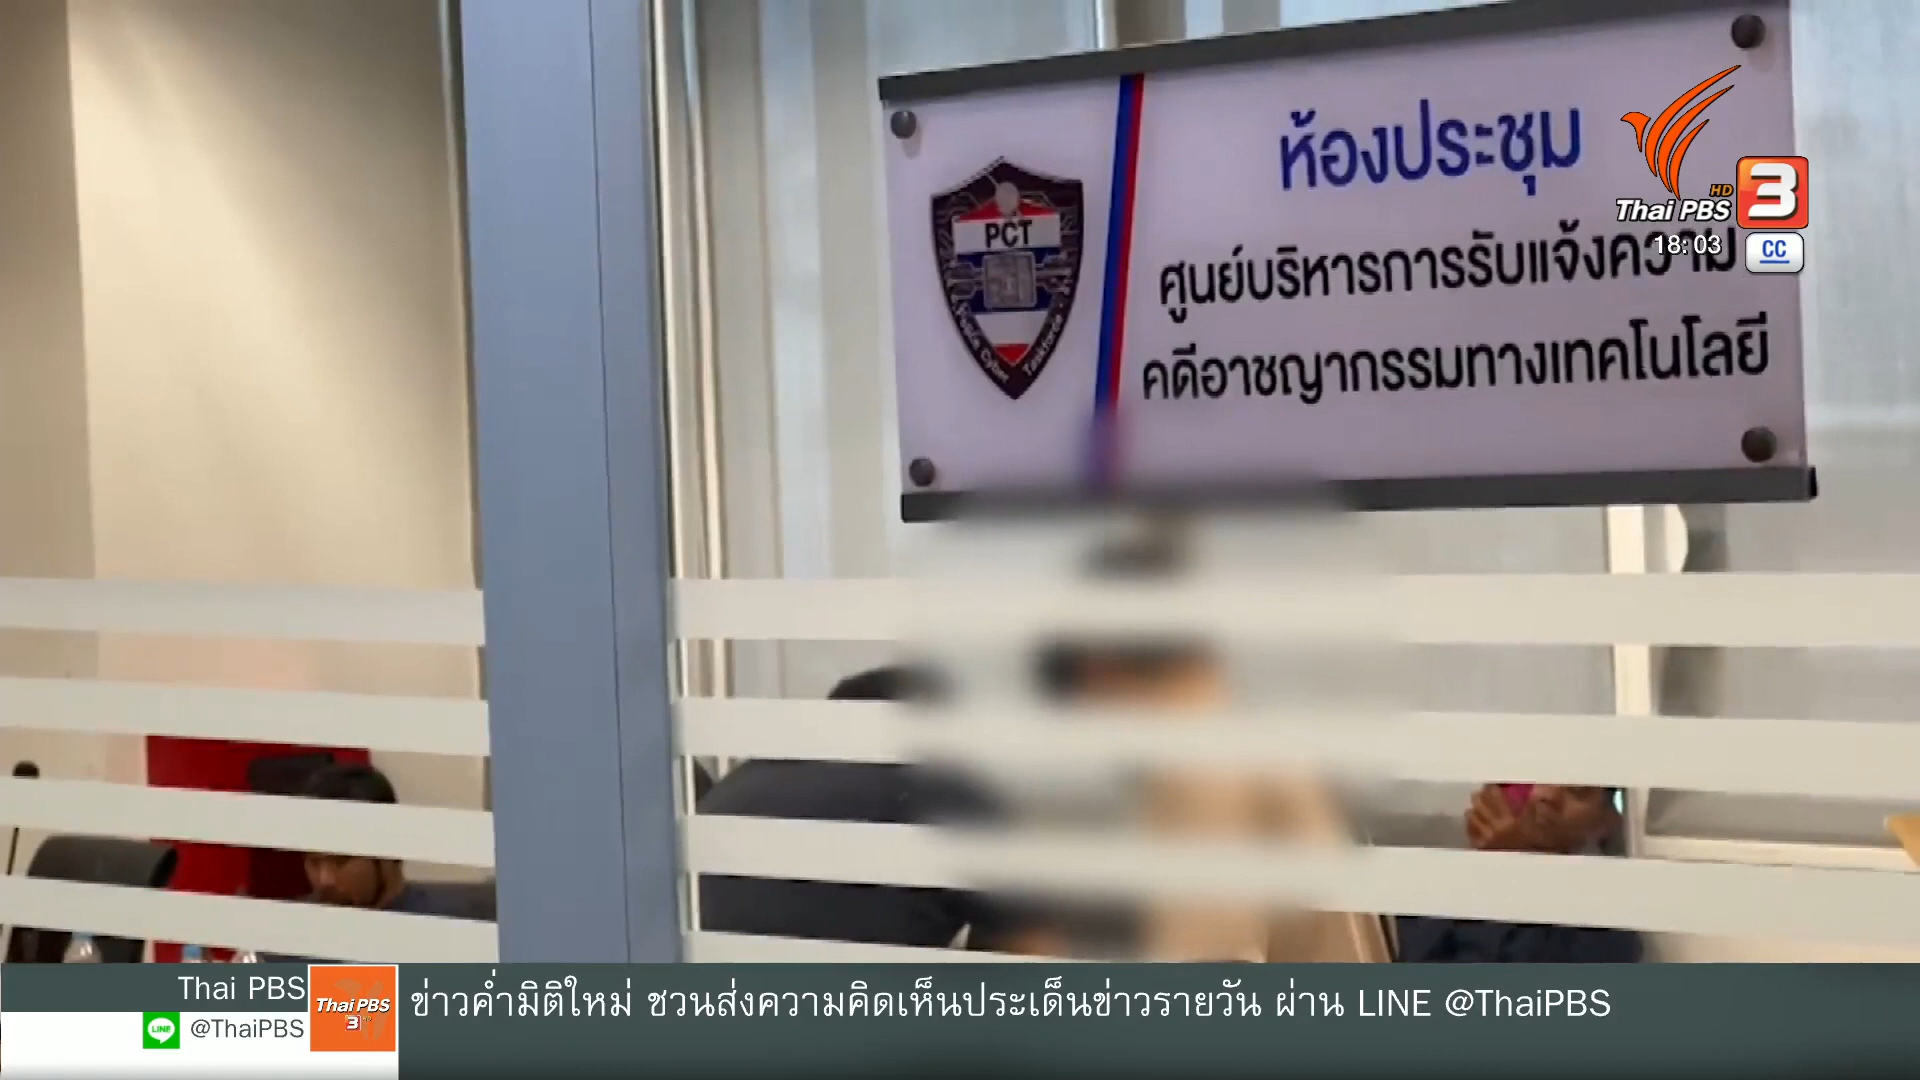 ห้องประชุม
ศูนย์บริหารการรับแจ้งความ
คดีอาชญากรรมทางเทคโนโลยี
PCT
Police Cyber Taskforce
Thai PBS HD 3
18:03 CC
Thai PBS
LINE @ThaiPBS
Thai PBS
3
ข่าวค่ำมิติใหม่ ชวนส่งความคิดเห็นประเด็นข่าวรายวัน ผ่าน LINE @ThaiPBS